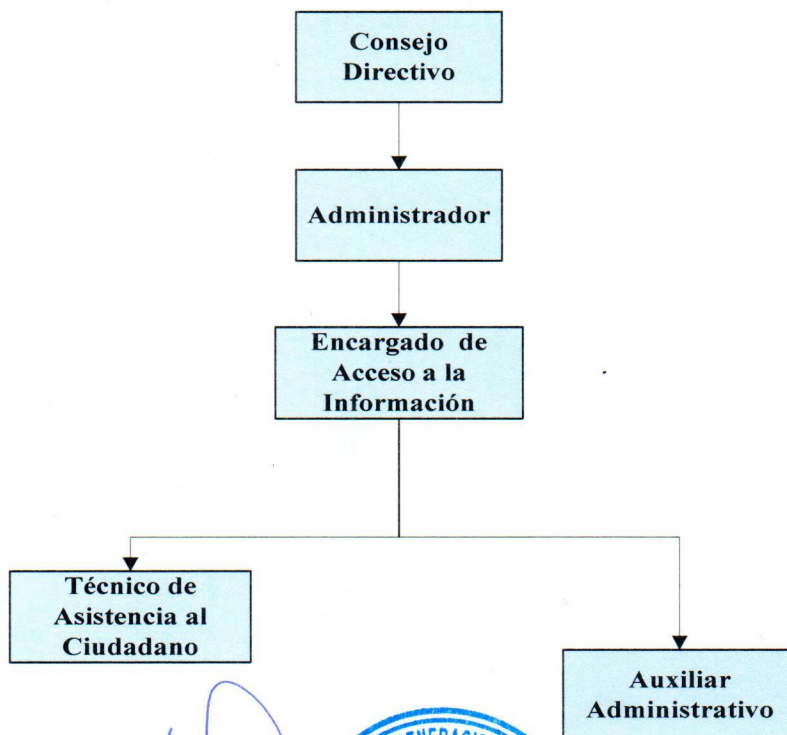 Consejo
Directivo
Administrador
Encargado de
Acceso a la
Información
Técnico de
Asistencia al
Ciudadano
Auxiliar
Administrativo